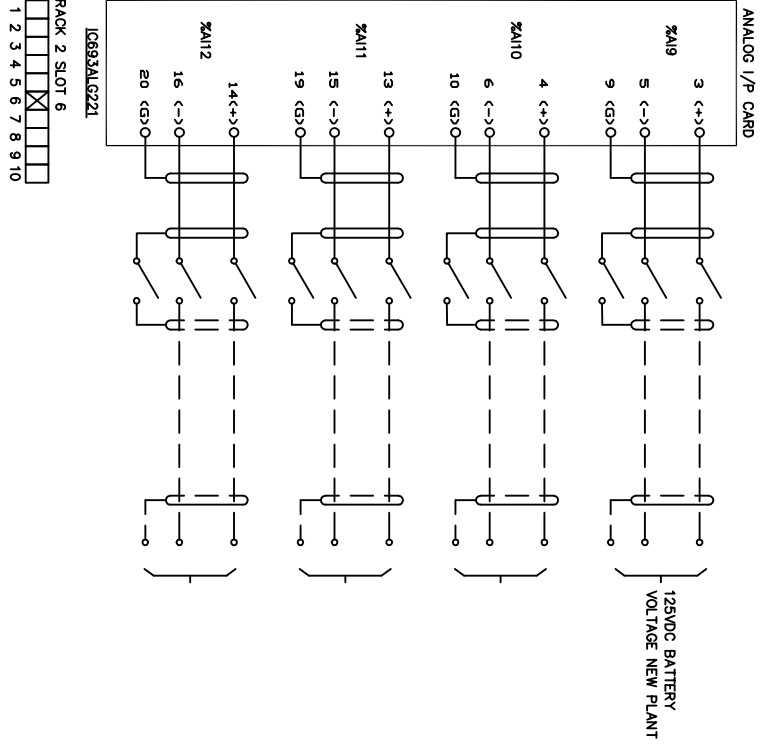 ANALOG I/P CARD
%AI9
3 <+>
5 <->
9 <G>
125VDC BATTERY
VOLTAGE NEW PLANT
%AI10
4 <+>
6 <->
10 <G>
%AI11
13 <+>
15 <->
19 <G>
%AI12
14<+>
16 <->
20 <G>
IC693ALG221
RACK 2 SLOT 6
1 2 3 4 5 6 7 8 9 10